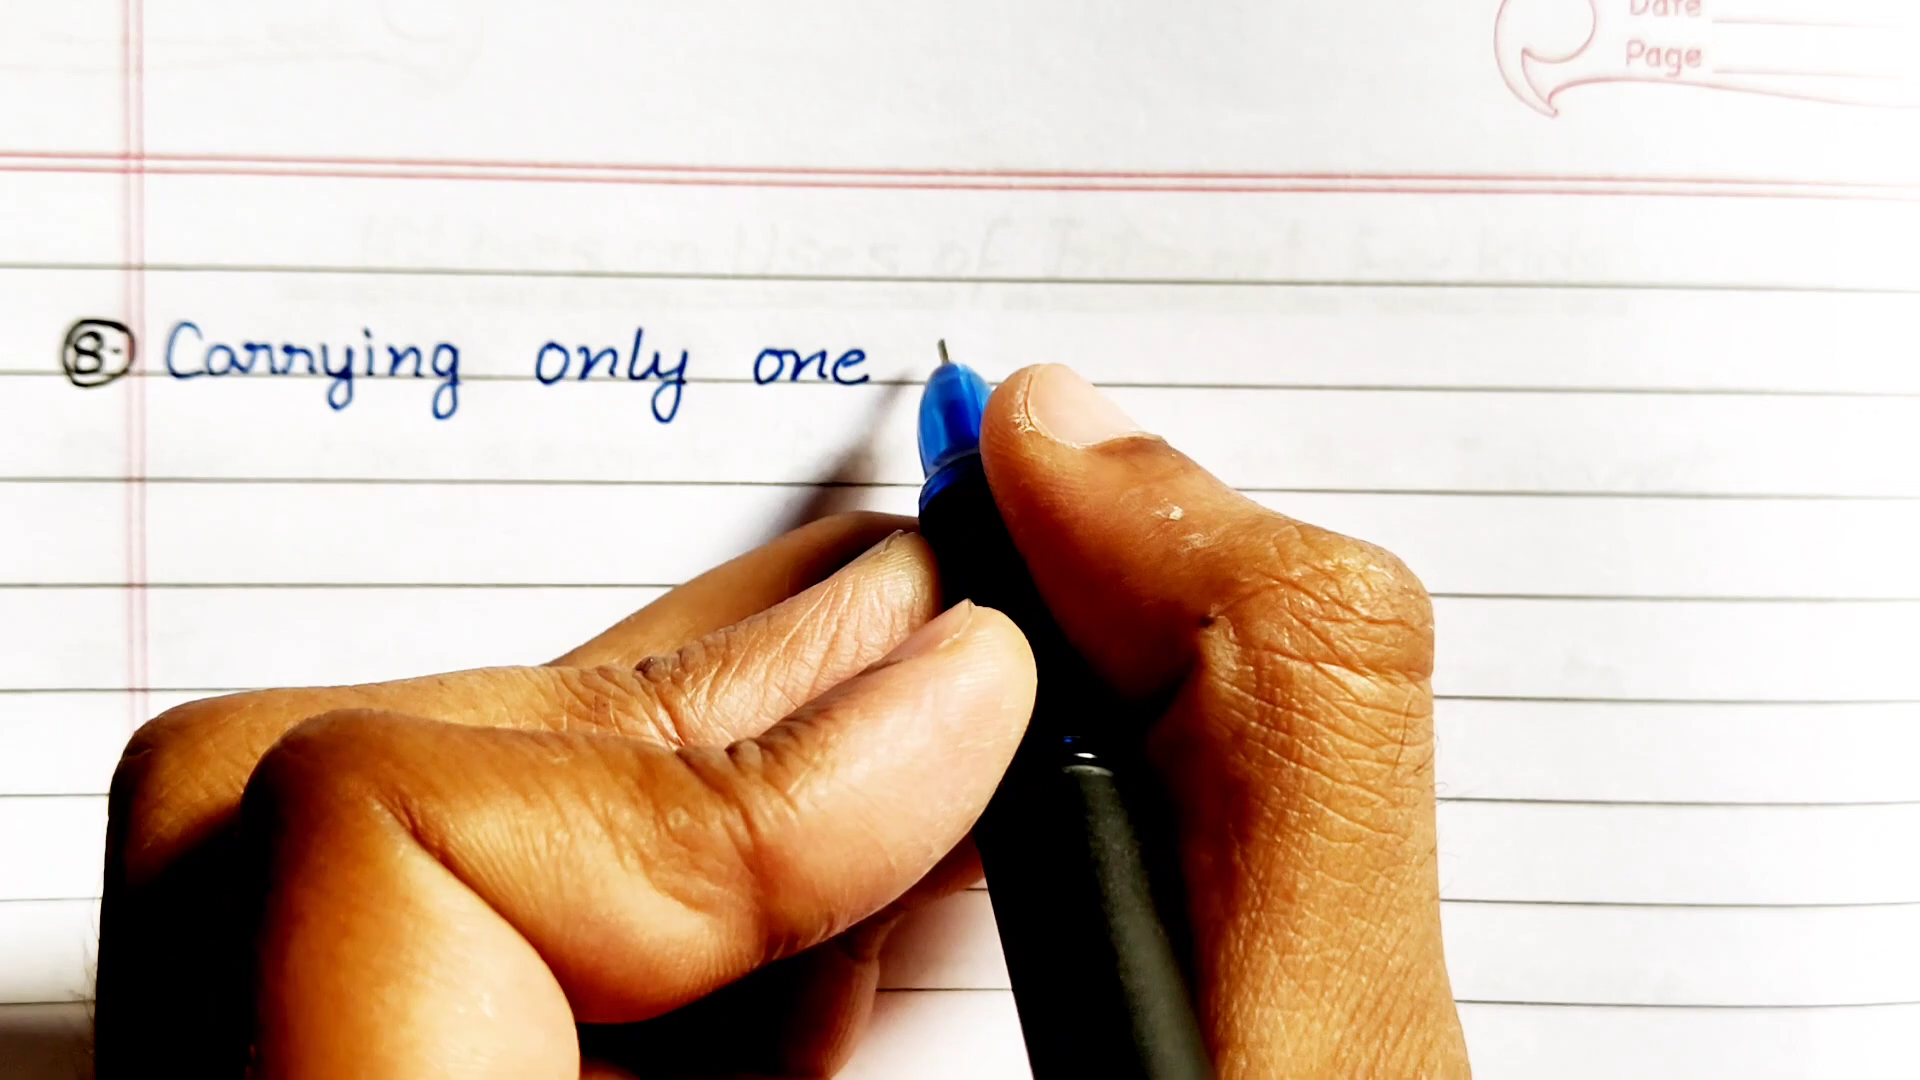 Date
Page
8. Carrying only one